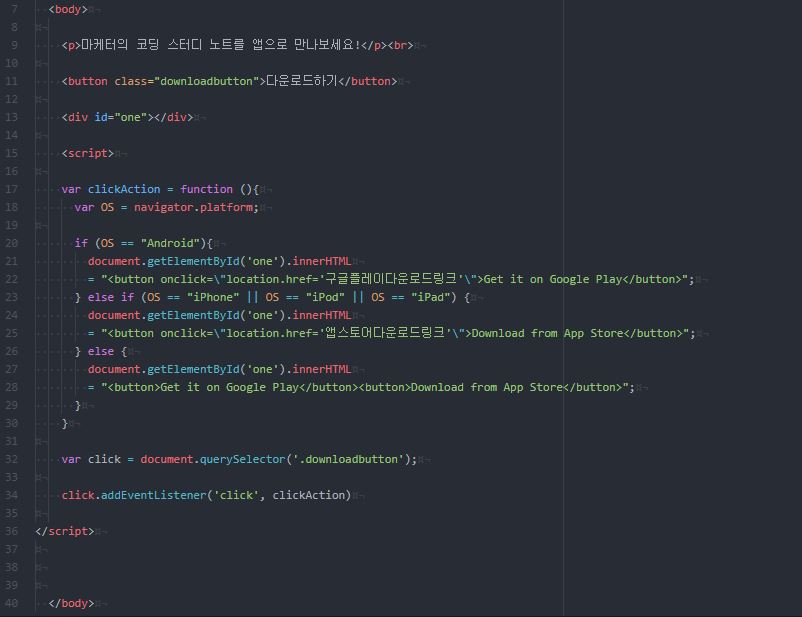 7 <body>
8
9 <p>마케터의 코딩 스터디 노트를 앱으로 만나보세요!</p><br>
10
11 <button class="downloadbutton">다운로드하기</button>
12
13 <div id="one"></div>
14
15 <script>
16
17 var clickAction = function (){
18 var OS = navigator.platform;
19
20 if (OS == "Android"){
21 document.getElementById('one').innerHTML
22 = "<button onclick=\"location.href='구글플레이다운로드링크'\">Get it on Google Play</button>";
23 } else if (OS == "iPhone" || OS == "iPod" || OS == "iPad") {
24 document.getElementById('one').innerHTML
25 = "<button onclick=\"location.href='앱스토어다운로드링크'\">Download from App Store</button>";
26 } else {
27 document.getElementById('one').innerHTML
28 = "<button>Get it on Google Play</button><button>Download from App Store</button>";
29 }
30 }
31
32 var click = document.querySelector('.downloadbutton');
33
34 click.addEventListener('click', clickAction)
35
36 </script>
37
38
39
40 </body>